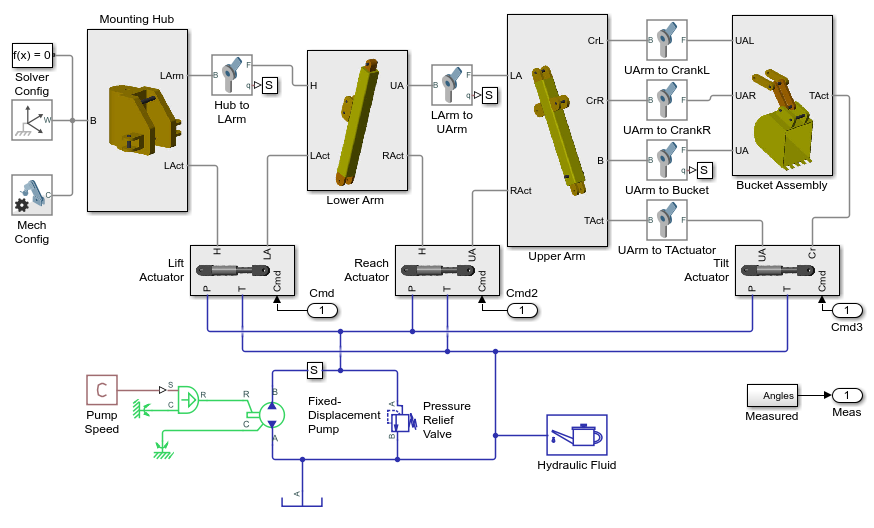 Mounting Hub
f(x) = 0
Solver
Config
W
B
C
Mech
Config
LArm
LAct
B
F
q
S
Hub to
LArm
H
UA
LAct
RAct
Lower Arm
B
F
q
S
LArm to
UArm
LA
CrL
CrR
B
RAct
TAct
Upper Arm
B
F
UArm to CrankL
B
F
UArm to CrankR
B
F
q
S
UArm to Bucket
B
F
UArm to TActuator
UAL
UAR
UA
TAct
Bucket Assembly
Lift
Actuator
H
LA
P
T
Cmd
Cmd
1
Reach
Actuator
H
UA
P
T
Cmd
Cmd2
1
Tilt
Actuator
UA
Cr
P
T
Cmd
1
Cmd3
C
Pump
Speed
S
C
R
R
C
B
A
S
Fixed-
Displacement
Pump
A
B
Pressure
Relief
Valve
Hydraulic Fluid
A
Angles
Measured
1
Meas